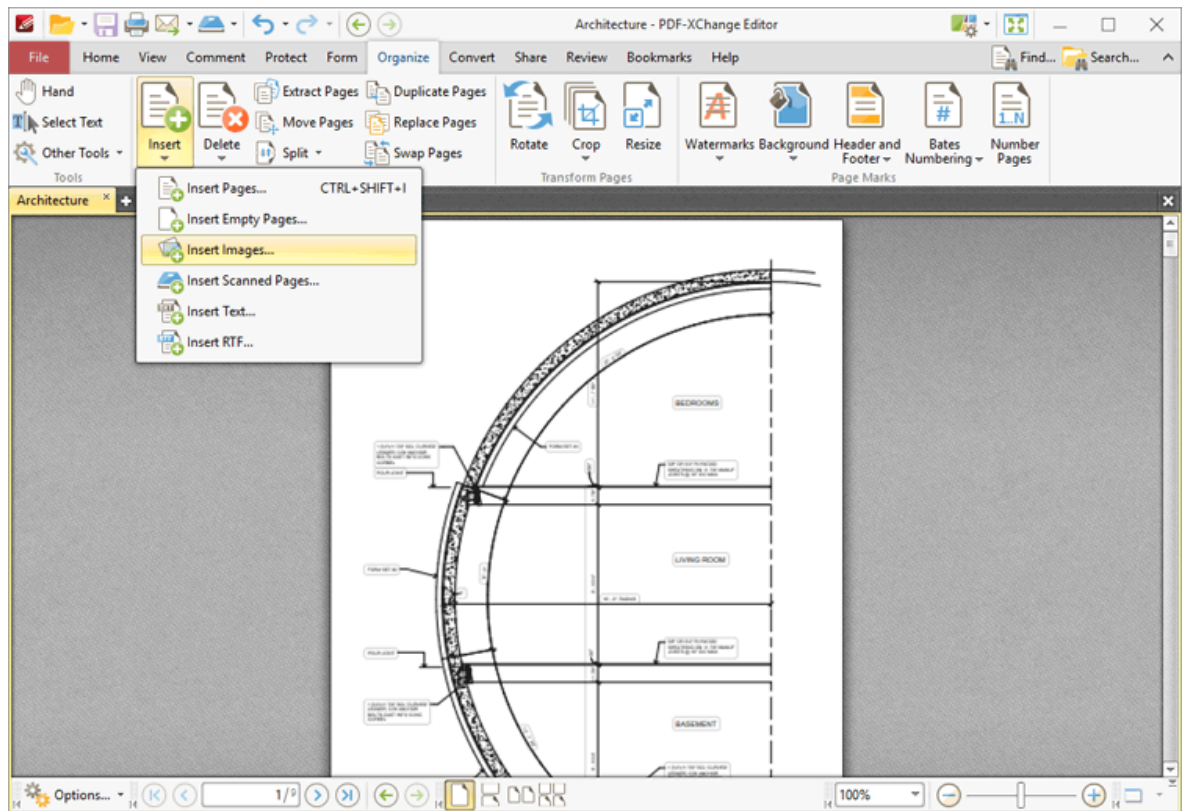 Architecture - PDF-XChange Editor
File Home View Comment Protect Form Organize Convert Share Review Bookmarks Help Find... Search...
Hand
Select Text
Other Tools
Tools
Insert
Delete
Extract Pages
Move Pages
Split
Duplicate Pages
Replace Pages
Swap Pages
Rotate
Crop
Resize
Transform Pages
Watermarks
Background
Header and
Footer
Bates
Numbering
1..N
Number
Pages
Page Marks
Architecture
Insert Pages... CTRL+SHIFT+I
Insert Empty Pages...
Insert Images...
Insert Scanned Pages...
Insert Text...
Insert RTF...
BEDROOMS
LIVING ROOM
BASEMENT
Options...
1/9
100%